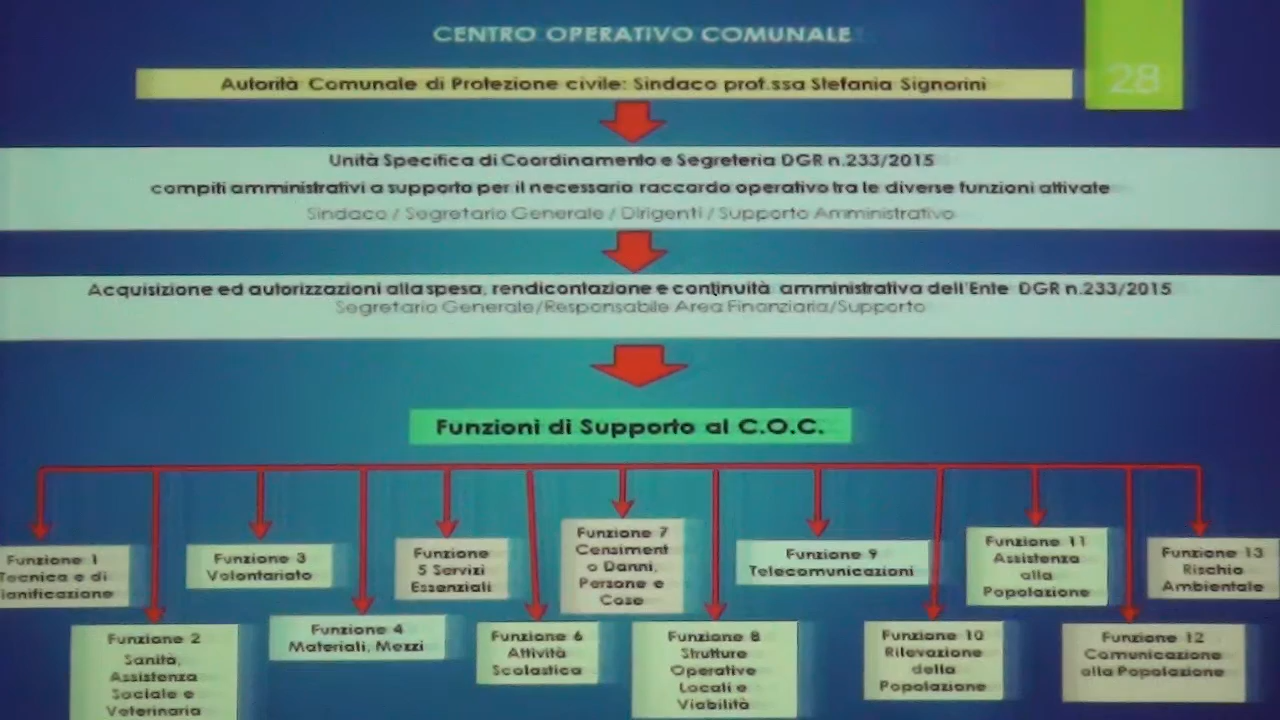 CENTRO OPERATIVO COMUNALE
28
Autorità Comunale di Protezione civile: Sindaco prof.ssa Stefania Signorini
Unità Specifica di Coordinamento e Segreteria DGR n.233/2015
compiti amministrativi a supporto per il necessario raccordo operativo tra le diverse funzioni attivate
Sindaco / Segretario Generale / Dirigenti / Supporto Amministrativo
Acquisizione ed autorizzazioni alla spesa, rendicontazione e continuità amministrativa dell'Ente DGR n.233/2015
Segretario Generale/Responsabile Area Finanziaria/Supporto
Funzioni di Supporto al C.O.C.
Funzione 1
Tecnica e di
ianificazione
Funzione 2
Sanità,
Assistenza
Sociale e
Veterinaria
Funzione 3
Volontariato
Funzione 4
Materiali, Mezzi
Funzione
5 Servizi
Essenziali
Funzione 6
Attività
Scolastica
Funzione 7
Censiment
o Danni,
Persone e
Cose
Funzione 8
Strutture
Operative
Locali e
Viabilità
Funzione 9
Telecomunicazioni
Funzione 10
Rilevazione
della
Popolazione
Funzione 11
Assistenza
alla
Popolazione
Funzione 12
Comunicazione
alla Popolazione
Funzione 13
Rischio
Ambientale